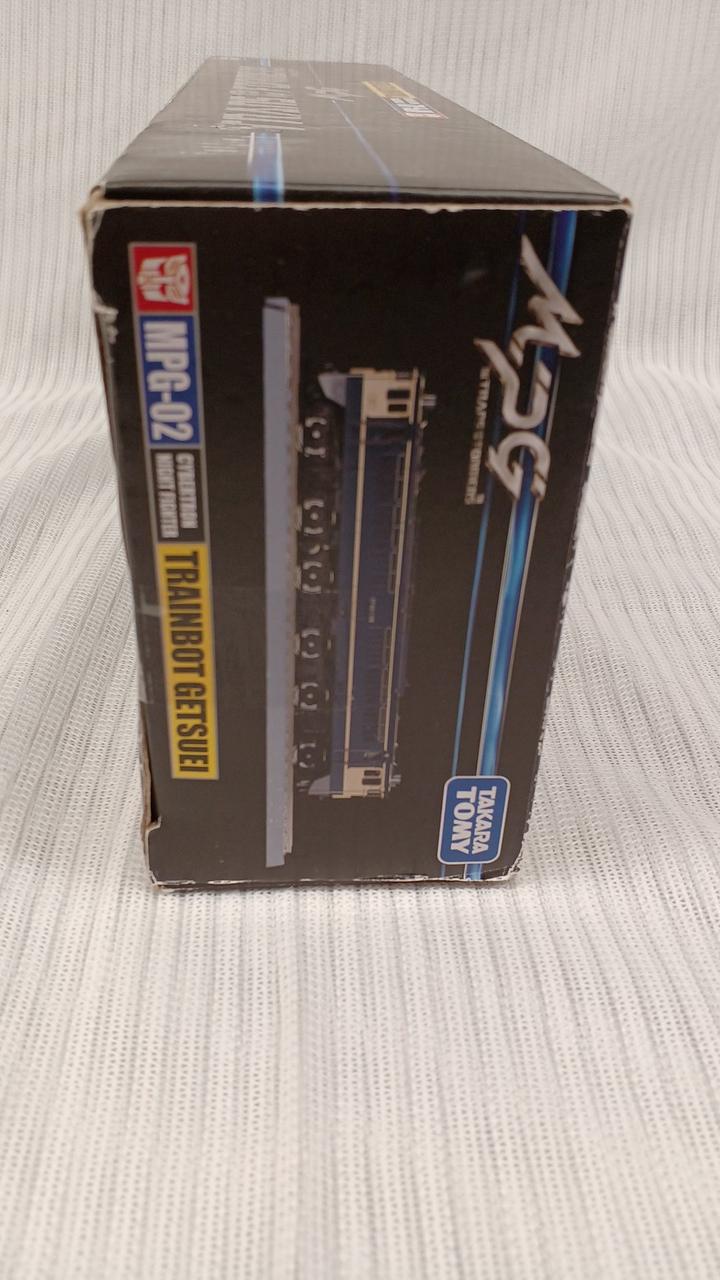 MPG
TRANSFORMERS
MPG-02
CYBERTRON
NIGHT FIGHTER
TRAINBOT GETSUEI
TAKARA
TOMY